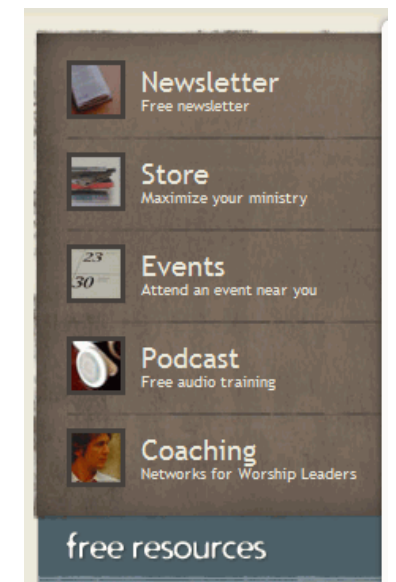 Newsletter
Free newsletter
Store
Maximize your ministry
23
30
Events
Attend an event near you
Podcast
Free audio training
Coaching
Networks for Worship Leaders
free resources